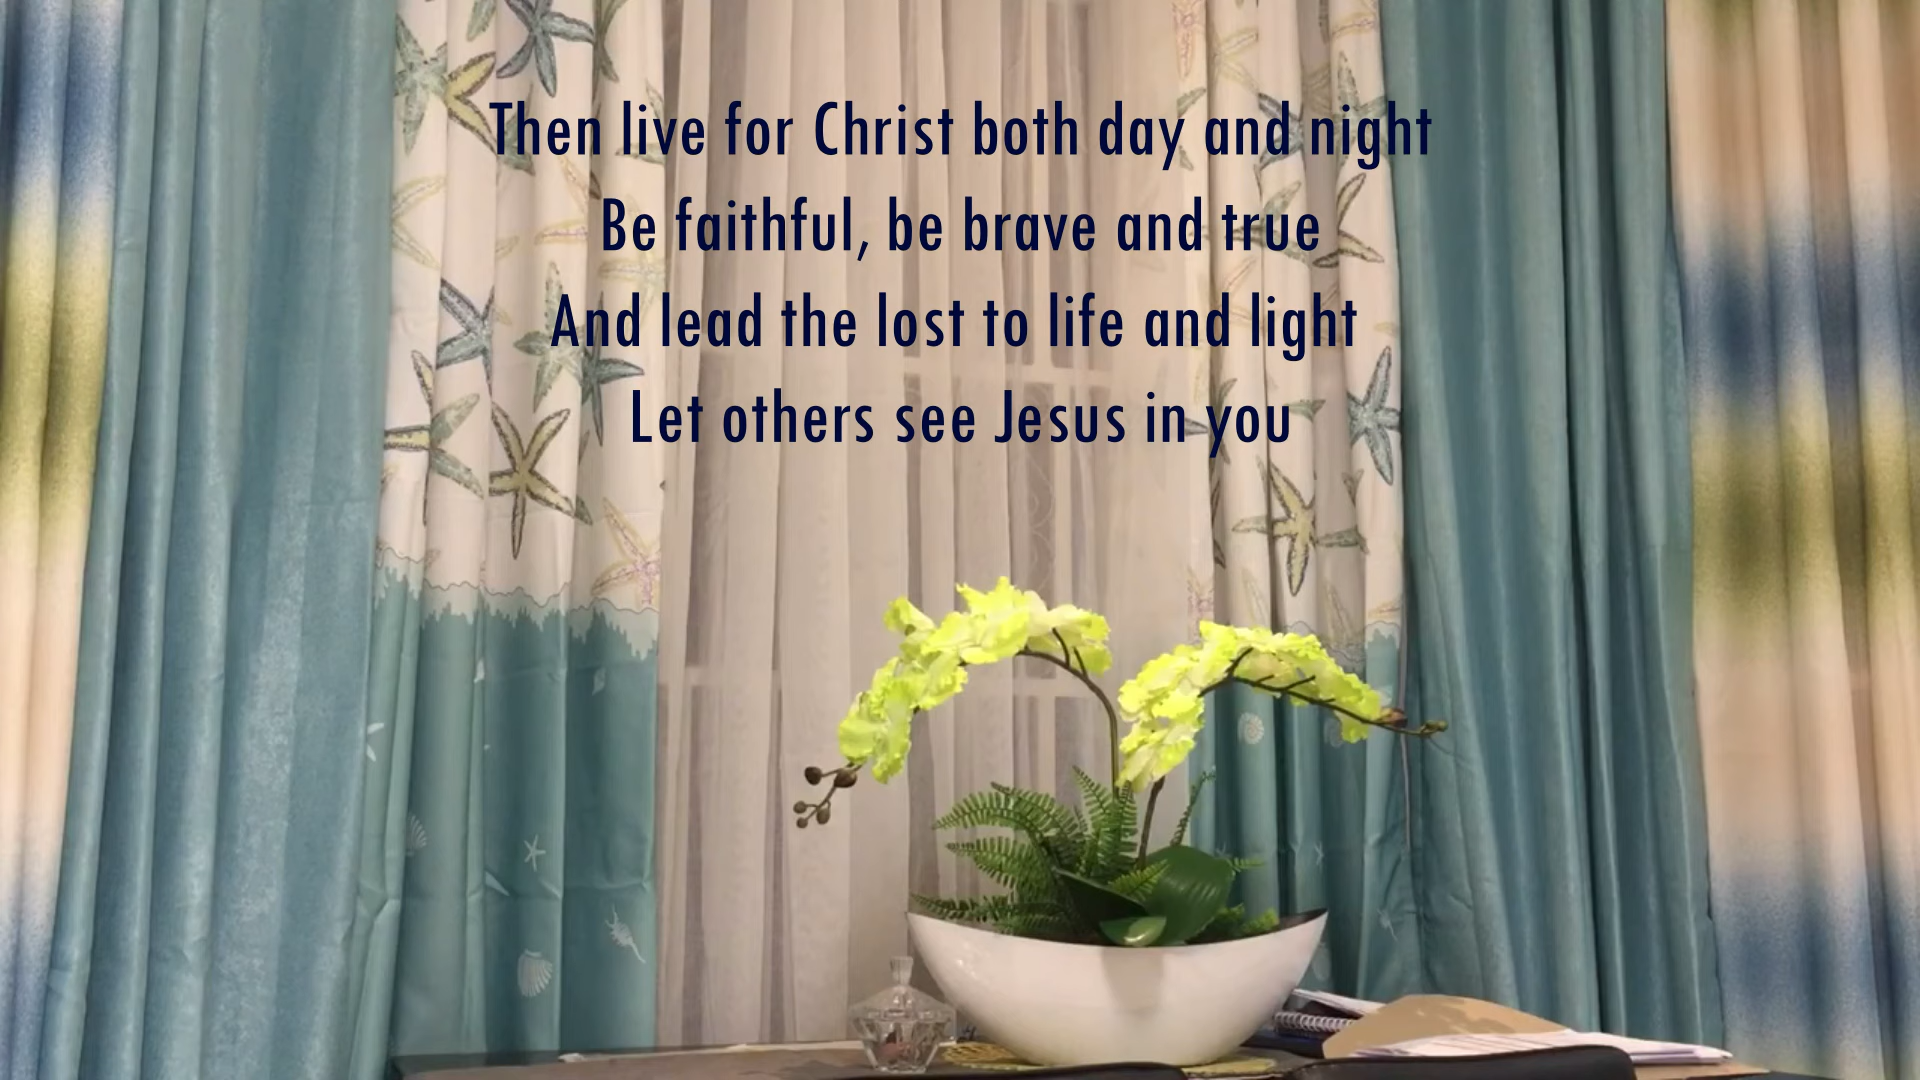 Then live for Christ both day and night
Be faithful, be brave and true
And lead the lost to life and light
Let others see Jesus in you